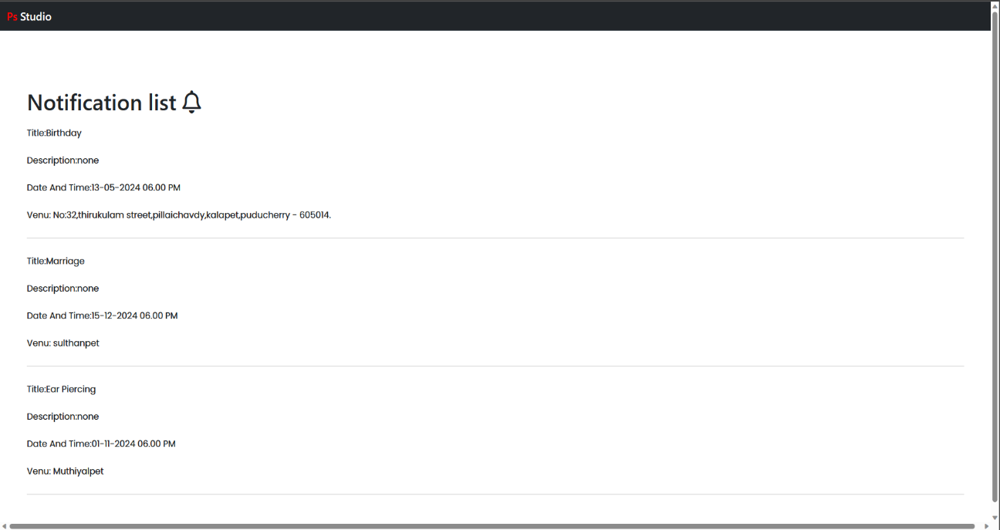 Ps Studio
Notification list
Title:Birthday
Description:none
Date And Time:13-05-2024 06.00 PM
Venu: No:32,thirukulam street,pillaichavdy,kalapet,puducherry - 605014.
Title:Marriage
Description:none
Date And Time:15-12-2024 06.00 PM
Venu: sulthanpet
Title:Ear Piercing
Description:none
Date And Time:01-11-2024 06.00 PM
Venu: Muthiyalpet